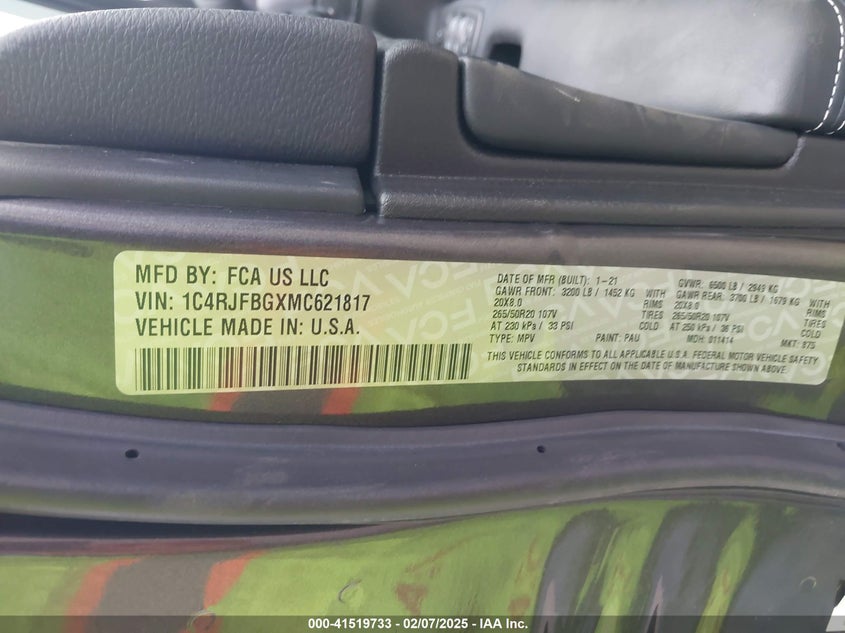 MFD BY: FCA US LLC
VIN: 1C4RJFBGXMC621817
VEHICLE MADE IN: U.S.A.
DATE OF MFR (BUILT): 1-21 GVWR: 6500 LB / 2949 KG
GAWR FRONT: 3200 LB / 1452 KG GAWR REAR: 3700 LB / 1679 KG
20X8.0 RIMS 20X8.0 RIMS
265/50R20 107V TIRES 265/50R20 107V TIRES
AT 230 kPa / 33 PSI COLD AT 250 kPa / 36 PSI COLD
TYPE: MPV PAINT: PAU MDH: 011414 MKT: 875
THIS VEHICLE CONFORMS TO ALL APPLICABLE U.S.A. FEDERAL MOTOR VEHICLE SAFETY
STANDARDS IN EFFECT ON THE DATE OF MANUFACTURE SHOWN ABOVE.
000-41519733 - 02/07/2025 - IAA Inc.